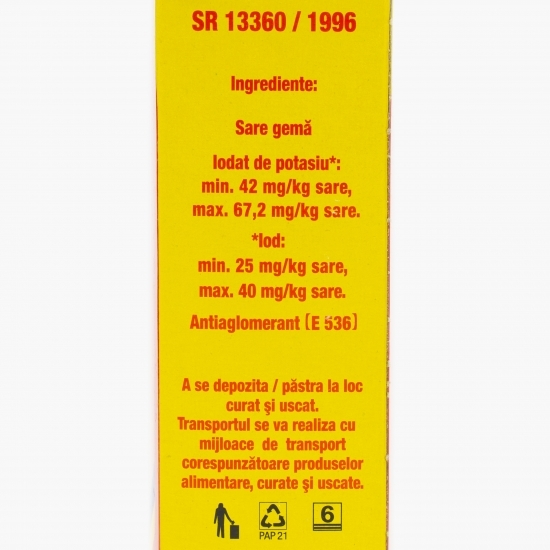 SR 13360 / 1996
Ingrediente:
Sare gemă
Iodat de potasiu*:
min. 42 mg/kg sare,
max. 67,2 mg/kg sare.
*Iod:
min. 25 mg/kg sare,
max. 40 mg/kg sare.
Antiaglomerant (E 536)
A se depozita / păstra la loc
curat şi uscat.
Transportul se va realiza cu
mijloace de transport
corespunzătoare produselor
alimentare, curate şi uscate.
PAP 21
6